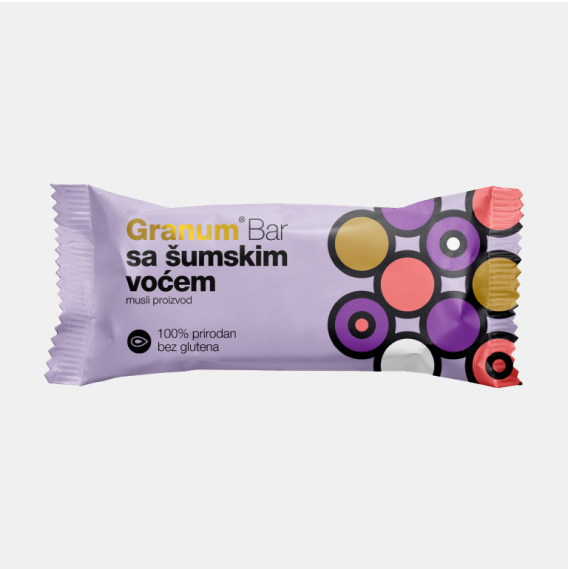 Granum® Bar
sa šumskim
voćem
musli proizvod
100% prirodan
bez glutena